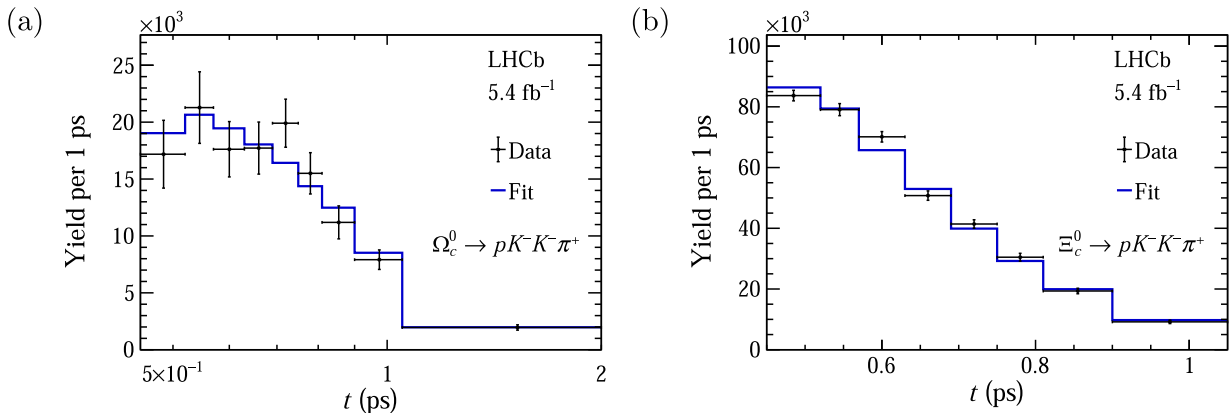 (a)
×10³
Yield per 1 ps
25
20
15
10
5
0
LHCb
5.4 fb⁻¹
Data
Fit
Ω⁰c → pK⁻K⁻π⁺
5×10⁻¹ 1 2
t (ps)
(b)
×10³
Yield per 1 ps
100
80
60
40
20
0
LHCb
5.4 fb⁻¹
Data
Fit
Ξ⁰c → pK⁻K⁻π⁺
0.6 0.8 1
t (ps)